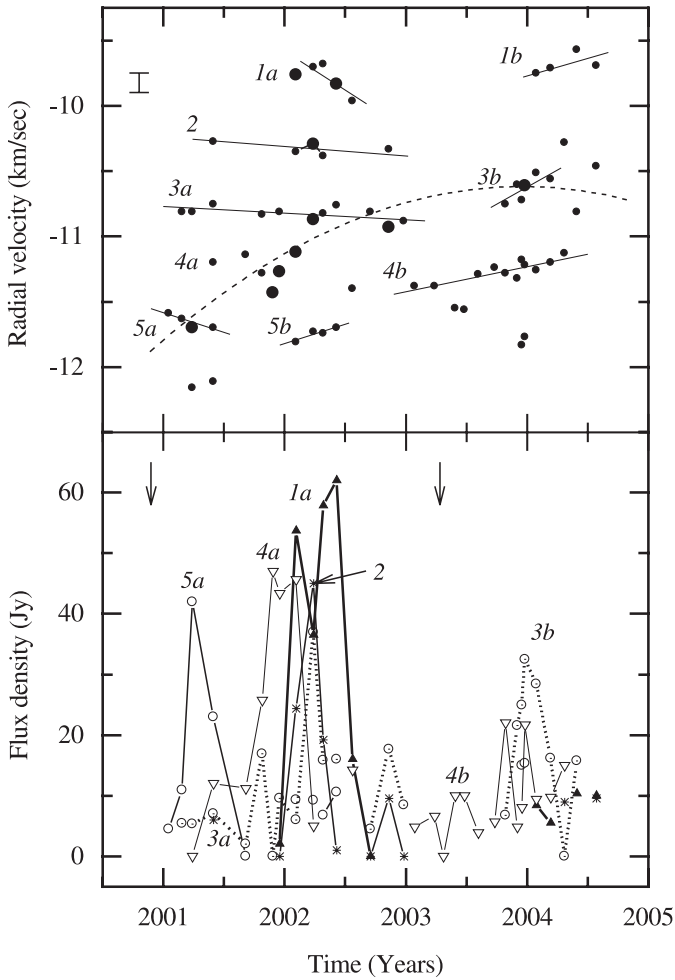 Radial velocity (km/sec)
-10
-11
-12
1a
1b
2
3a
3b
4a
4b
5a
5b
Flux density (Jy)
60
40
20
0
1a
4a
2
5a
3b
4b
3a
2001 2002 2003 2004 2005
Time (Years)